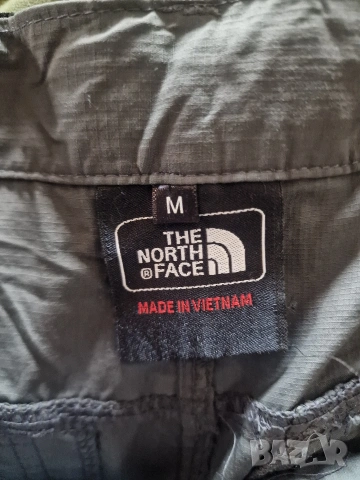 M
THE
NORTH
® FACE
MADE IN VIETNAM
BAZAR